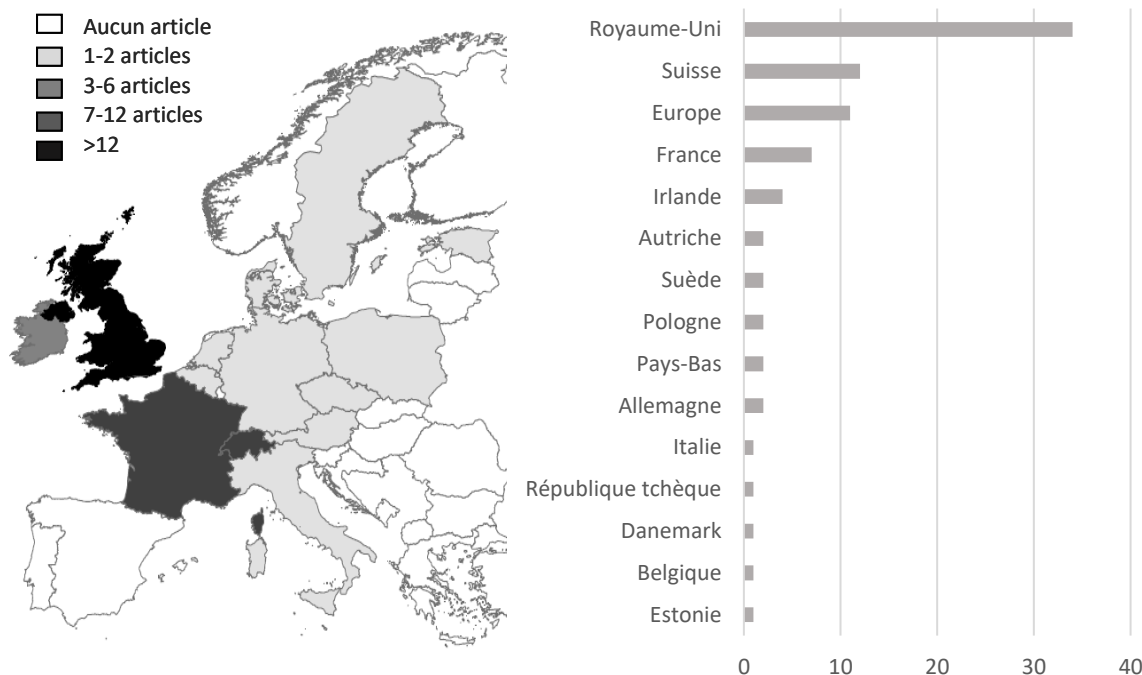 Aucun article
1-2 articles
3-6 articles
7-12 articles
>12
Royaume-Uni
Suisse
Europe
France
Irlande
Autriche
Suède
Pologne
Pays-Bas
Allemagne
Italie
République tchèque
Danemark
Belgique
Estonie
0 10 20 30 40